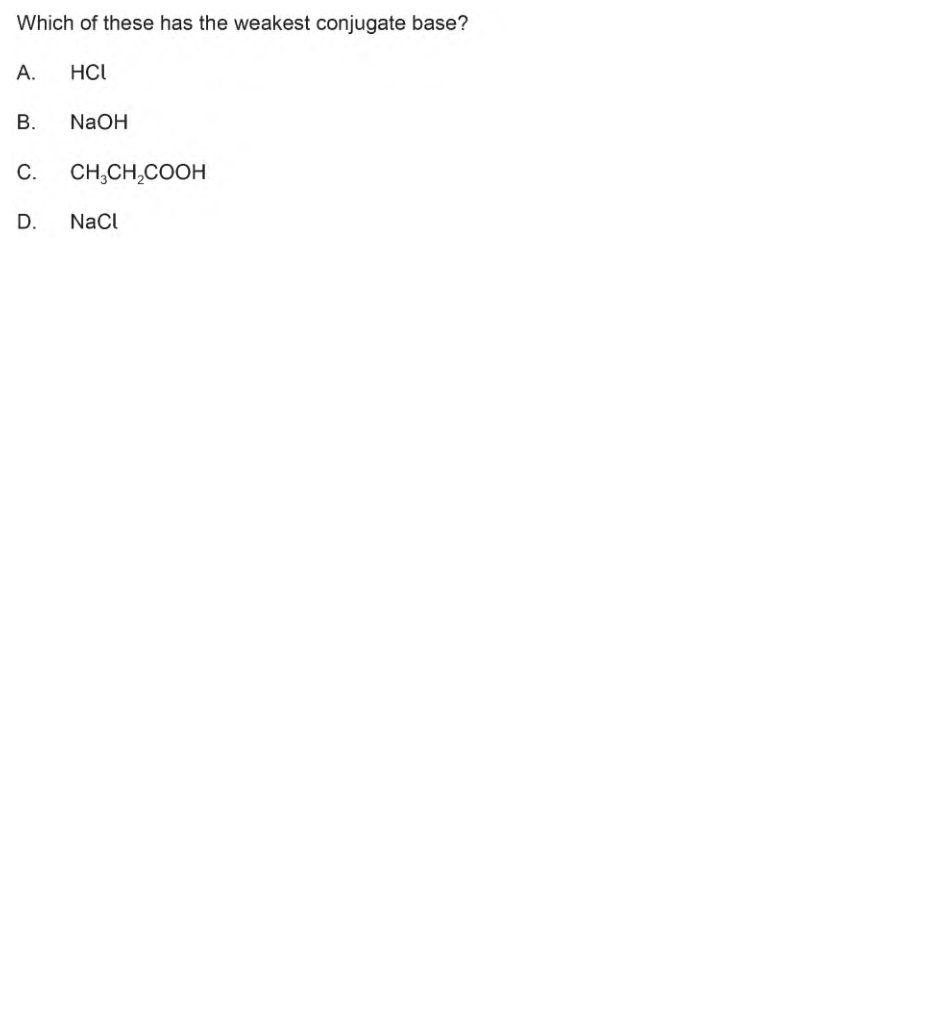 Which of these has the weakest conjugate base?
A. HCl
B. NaOH
C. CH₃CH₂COOH
D. NaCl